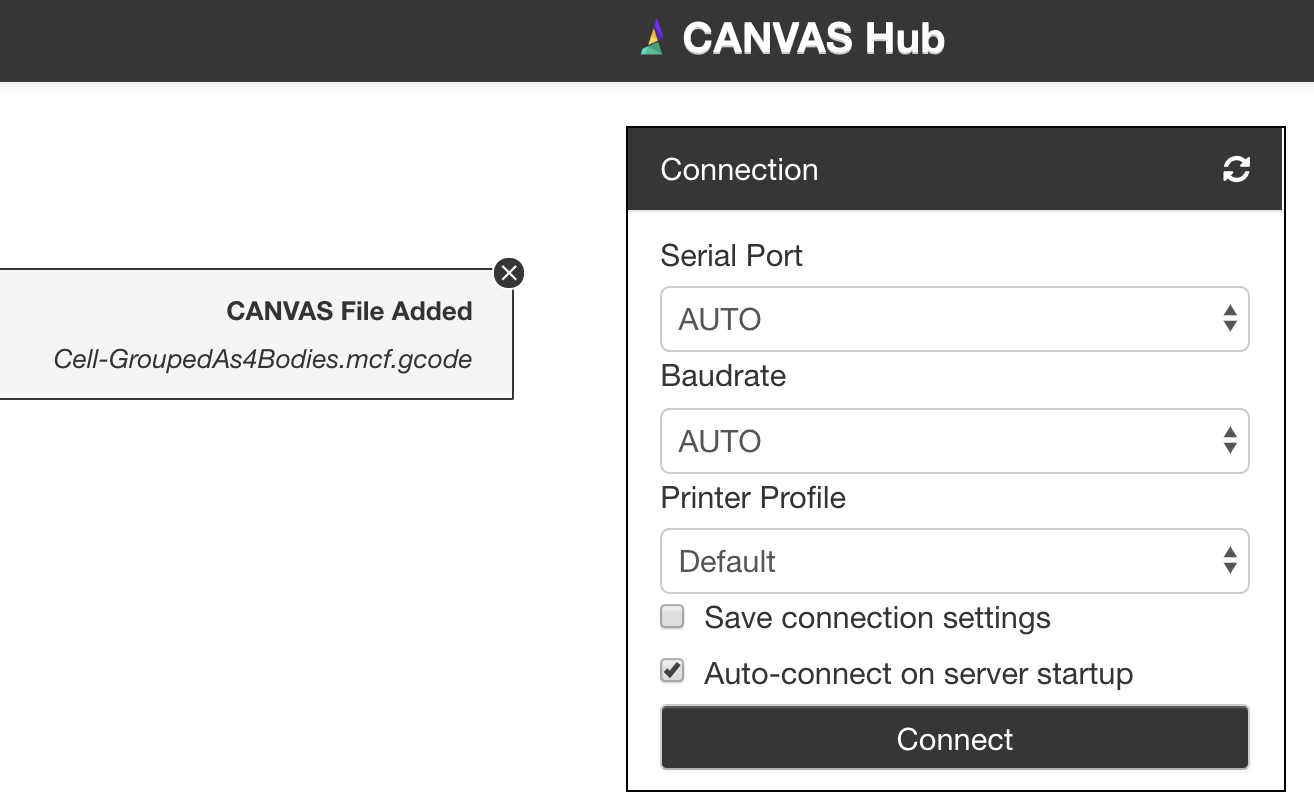 CANVAS Hub
Connection
Serial Port
AUTO
Baudrate
AUTO
Printer Profile
Default
Save connection settings
Auto-connect on server startup
Connect
CANVAS File Added
Cell-GroupedAs4Bodies.mcf.gcode